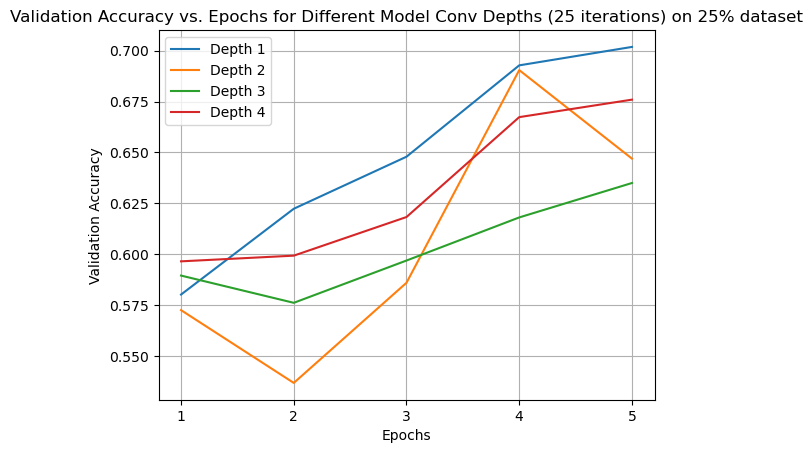 Validation Accuracy vs. Epochs for Different Model Conv Depths (25 iterations) on 25% dataset
Depth 1
Depth 2
Depth 3
Depth 4
0.700
0.675
0.650
0.625
0.600
0.575
0.550
Validation Accuracy
1 2 3 4 5
Epochs